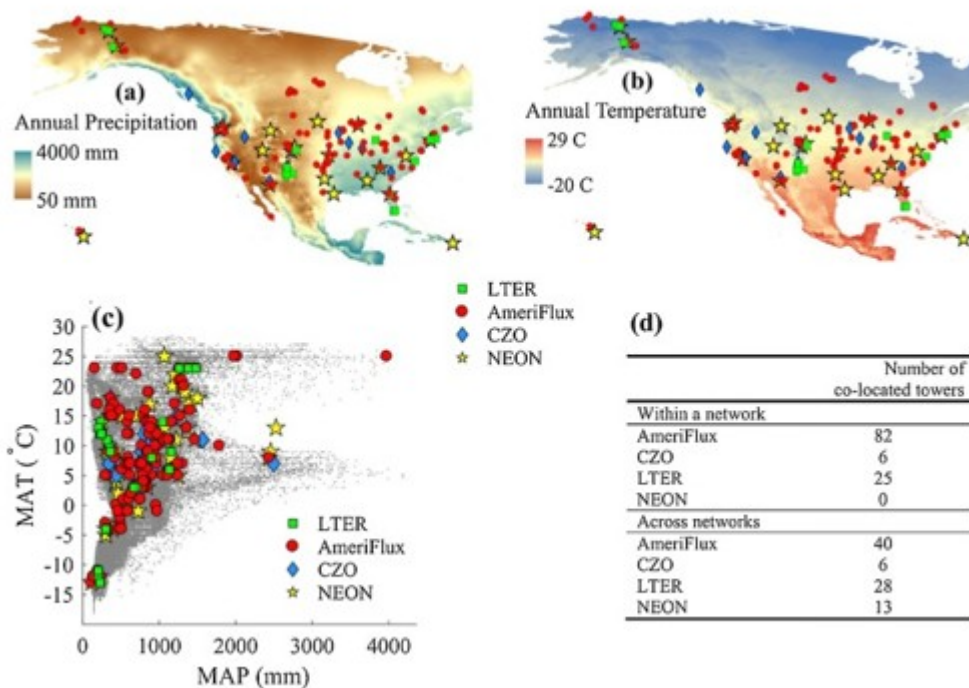 (a)
Annual Precipitation
4000 mm
50 mm
(b)
Annual Temperature
29 C
-20 C
LTER
AmeriFlux
CZO
NEON
(c)
30
25
20
15
10
5
0
-5
-10
-15
MAT (°C)
0
1000
2000
3000
4000
MAP (mm)
LTER
AmeriFlux
CZO
NEON
(d)
Number of
co-located towers
Within a network
AmeriFlux 82
CZO 6
LTER 25
NEON 0
Across networks
AmeriFlux 40
CZO 6
LTER 28
NEON 13